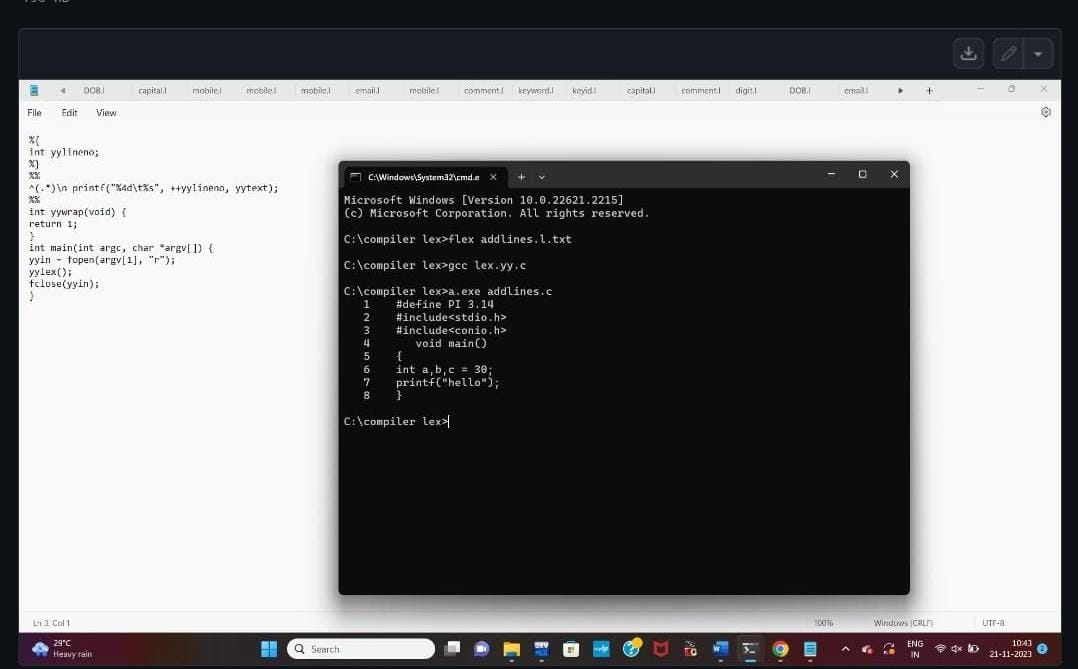 DOB.l capital.l mobile.l mobile.l mobile.l email.l mobile.l comment.l keyword.l keyid.l capital.l comment.l digit.l DOB.l email.l
File Edit View
%{
int yylineno;
%}
%%
^(.*)\n printf("%4d\t%s", ++yylineno, yytext);
%%
int yywrap(void) {
return 1;
}
int main(int argc, char *argv[]) {
yyin = fopen(argv[1], "r");
yylex();
fclose(yyin);
}
C:\Windows\System32\cmd.e
Microsoft Windows [Version 10.0.22621.2215]
(c) Microsoft Corporation. All rights reserved.
C:\compiler lex>flex addlines.l.txt
C:\compiler lex>gcc lex.yy.c
C:\compiler lex>a.exe addlines.c
1 #define PI 3.14
2 #include<stdio.h>
3 #include<conio.h>
4 void main()
5 {
6 int a,b,c = 30;
7 printf("hello");
8 }
C:\compiler lex>
Ln 3, Col 1 100% Windows (CRLF) UTF-8
29°C
Heavy rain
Search
ENG
IN
10:43
21-11-2023
2